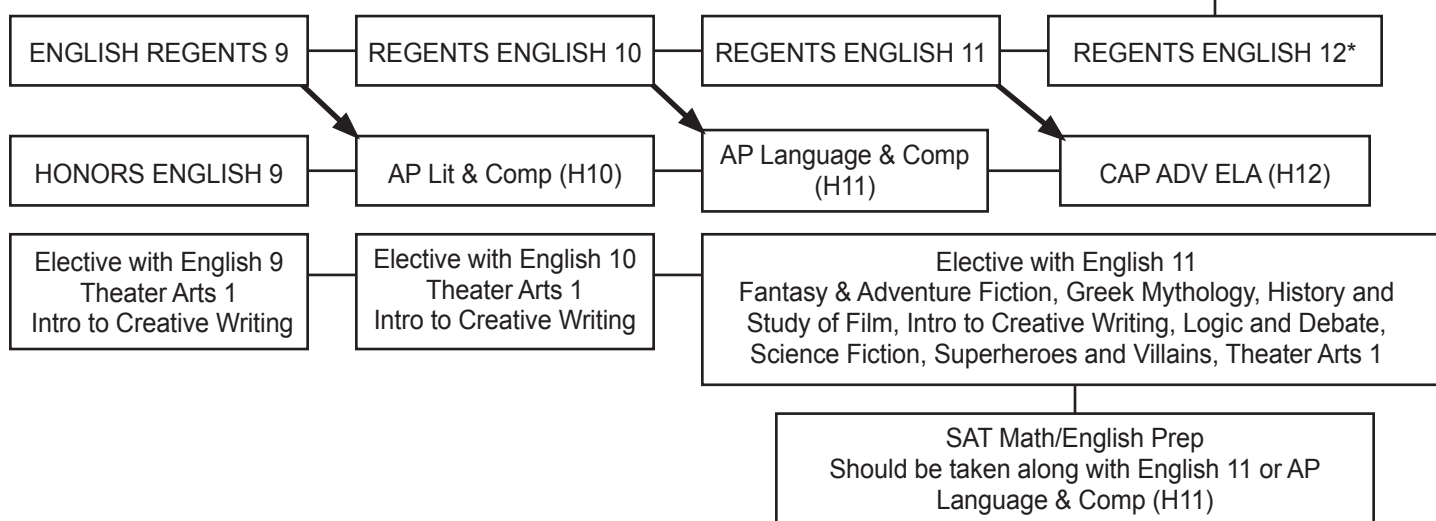 ENGLISH REGENTS 9
REGENTS ENGLISH 10
REGENTS ENGLISH 11
REGENTS ENGLISH 12*
HONORS ENGLISH 9
AP Lit & Comp (H10)
AP Language & Comp
(H11)
CAP ADV ELA (H12)
Elective with English 9
Theater Arts 1
Intro to Creative Writing
Elective with English 10
Theater Arts 1
Intro to Creative Writing
Elective with English 11
Fantasy & Adventure Fiction, Greek Mythology, History and
Study of Film, Intro to Creative Writing, Logic and Debate,
Science Fiction, Superheroes and Villains, Theater Arts 1
SAT Math/English Prep
Should be taken along with English 11 or AP
Language & Comp (H11)